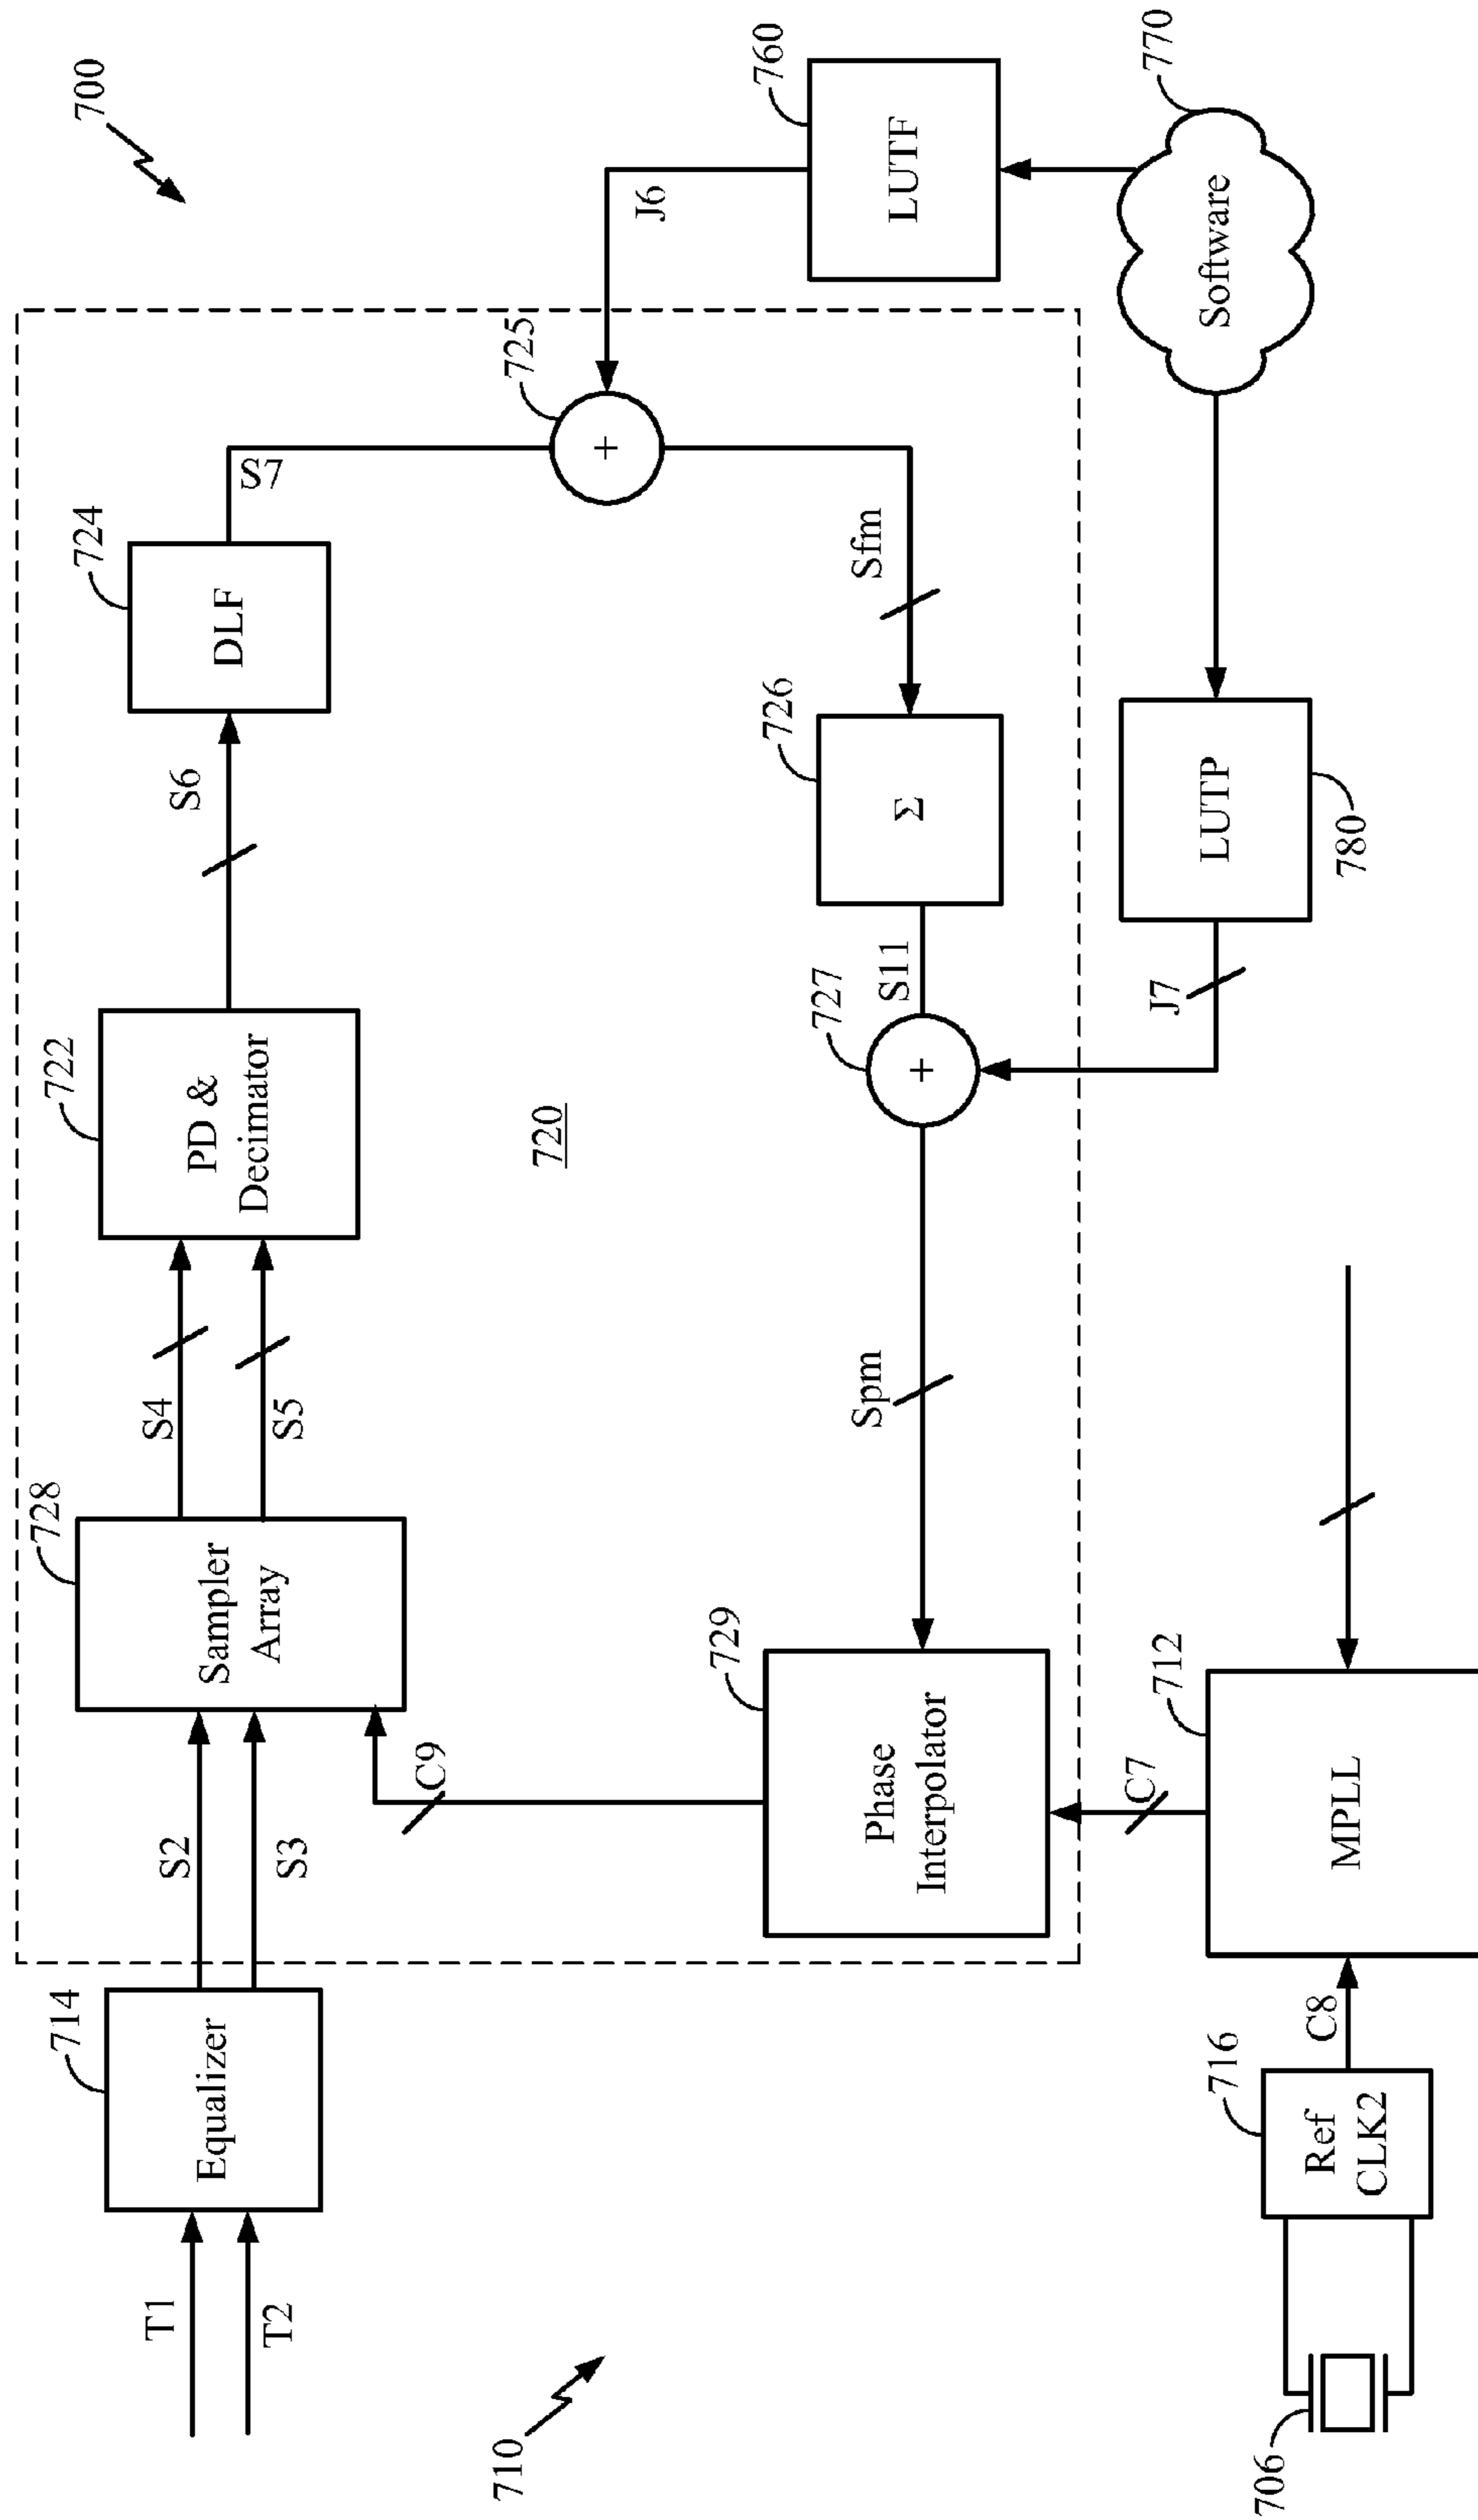 700
710
T1
T2
714
Equalizer
S2
S3
728
Sampler
Array
S4
S5
722
PD &
Decimator
S6
724
DLF
S7
725
+
J6
760
LUTF
Sfm
726
Σ
S11
727
+
J7
780
LUTP
770
Software
720
Spm
729
Phase
Interpolator
C9
C7
712
MPLL
C8
716
Ref
CLK2
706